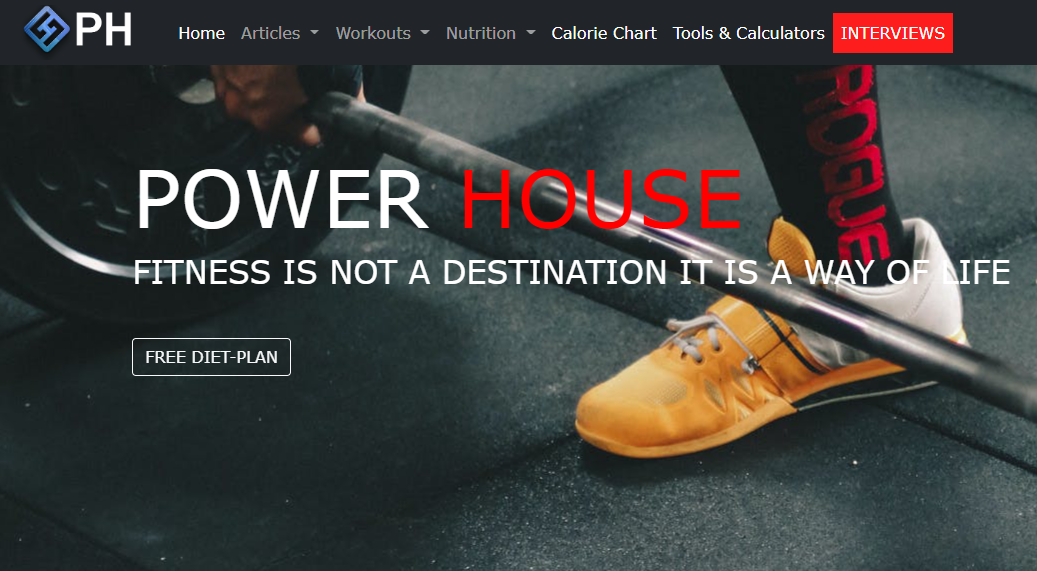 PH
Home Articles Workouts Nutrition Calorie Chart Tools & Calculators INTERVIEWS
ROGUE
POWER HOUSE
FITNESS IS NOT A DESTINATION IT IS A WAY OF LIFE
FREE DIET-PLAN